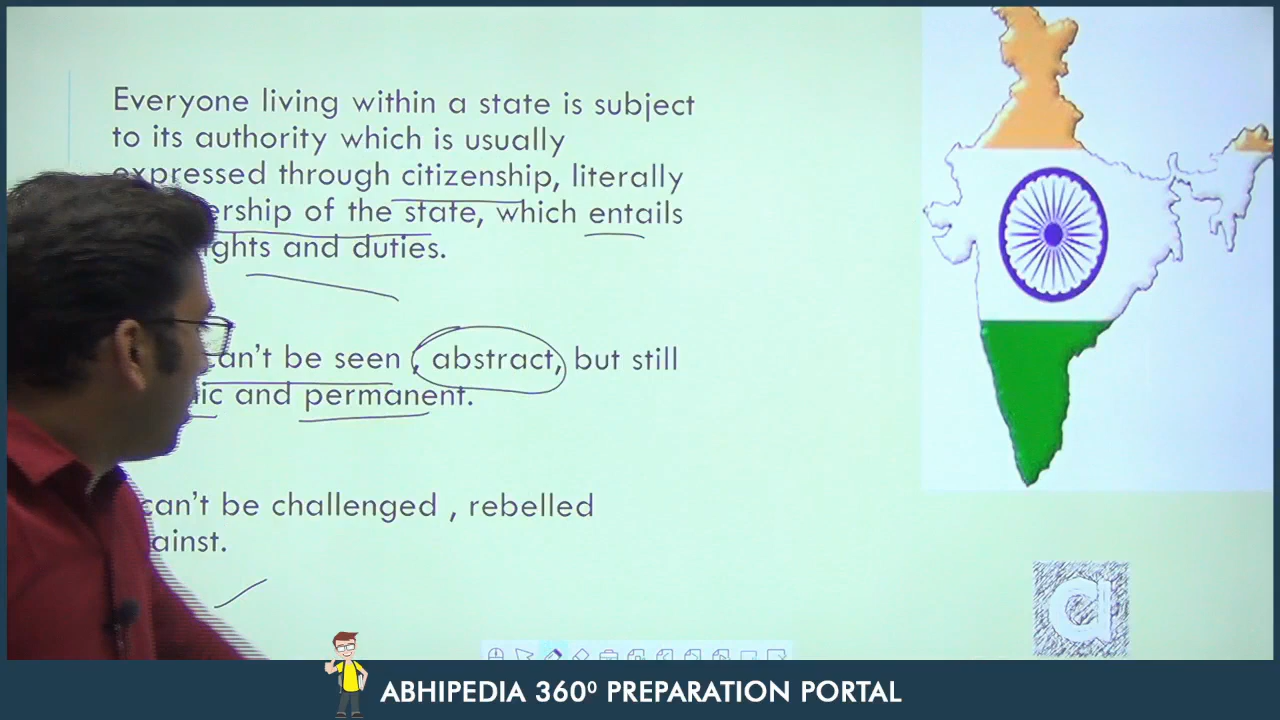 Everyone living within a state is subject
to its authority which is usually
expressed through citizenship, literally
ership of the state, which entails
ghts and duties.
an't be seen , abstract, but still
ic and permanent.
can't be challenged , rebelled
ainst.
a
ABHIPEDIA 360⁰ PREPARATION PORTAL